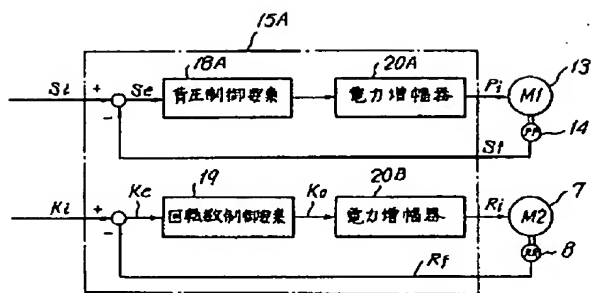 15A
Si + Se 18A 背圧制御要素 20A 電力増幅器 Pi M1 13
- PP 14
Sf
Ki + Ke 19 回転数制御要素 Ko 20B 電力増幅器 Ri M2 7
- 8
Rf